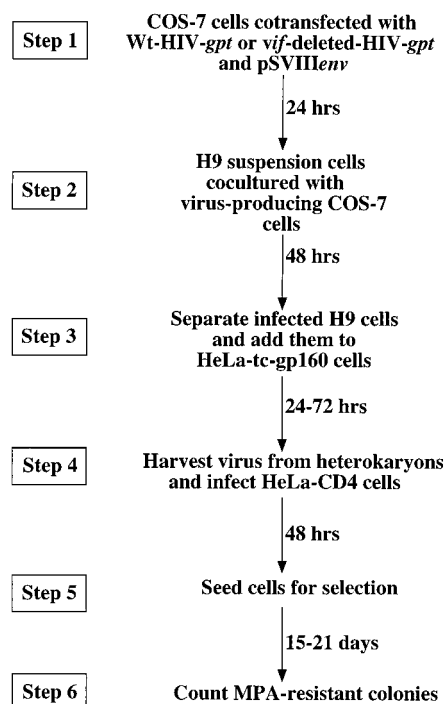 Step 1
COS-7 cells cotransfected with
Wt-HIV-gpt or vif-deleted-HIV-gpt
and pSVIIIenv
24 hrs
Step 2
H9 suspension cells
cocultured with
virus-producing COS-7
cells
48 hrs
Step 3
Separate infected H9 cells
and add them to
HeLa-tc-gp160 cells
24-72 hrs
Step 4
Harvest virus from heterokaryons
and infect HeLa-CD4 cells
48 hrs
Step 5
Seed cells for selection
15-21 days
Step 6
Count MPA-resistant colonies